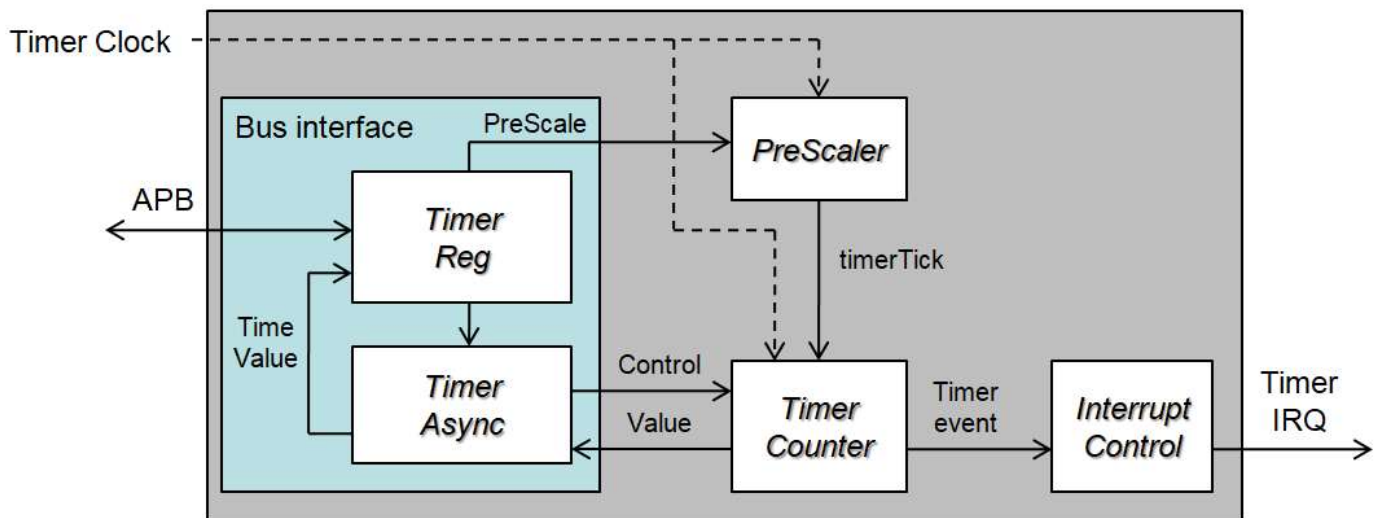 Timer Clock
Bus interface
PreScale
PreScaler
APB
Timer
Reg
timerTick
Time
Value
Timer
Async
Control
Value
Timer
Counter
Timer
event
Interrupt
Control
Timer
IRQ